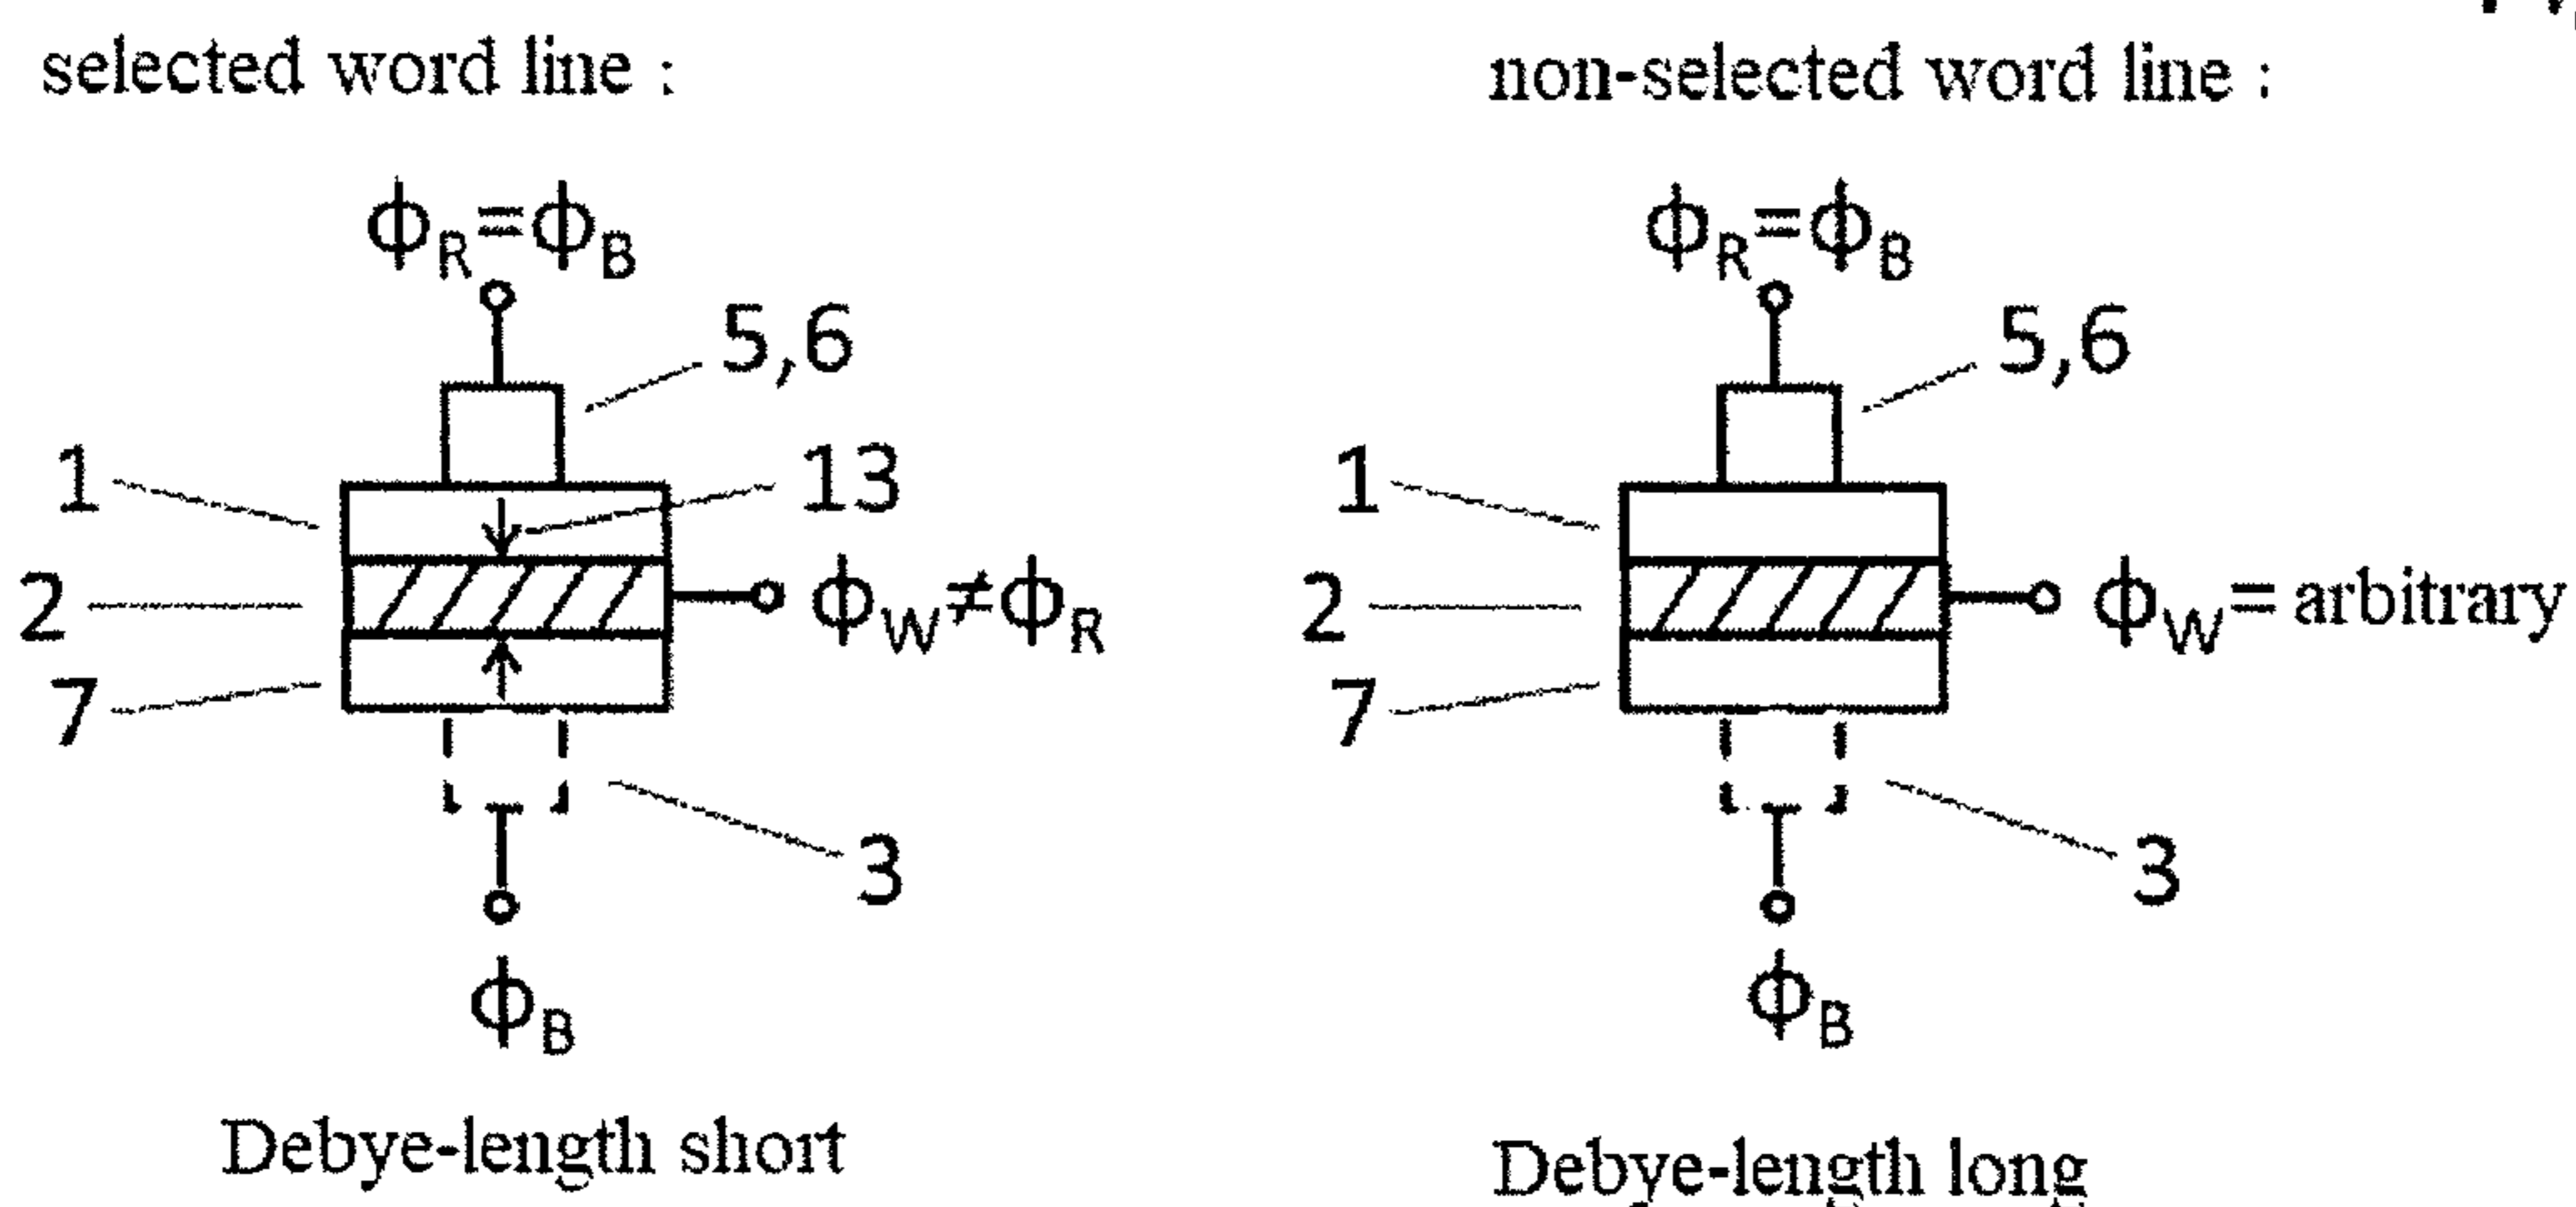 selected word line :
ϕR=ϕB
5,6
1
13
2
ϕW≠ϕR
7
3
ϕB
Debye-length short
non-selected word line :
ϕR=ϕB
5,6
1
2
ϕW= arbitrary
7
3
ϕB
Debye-length long